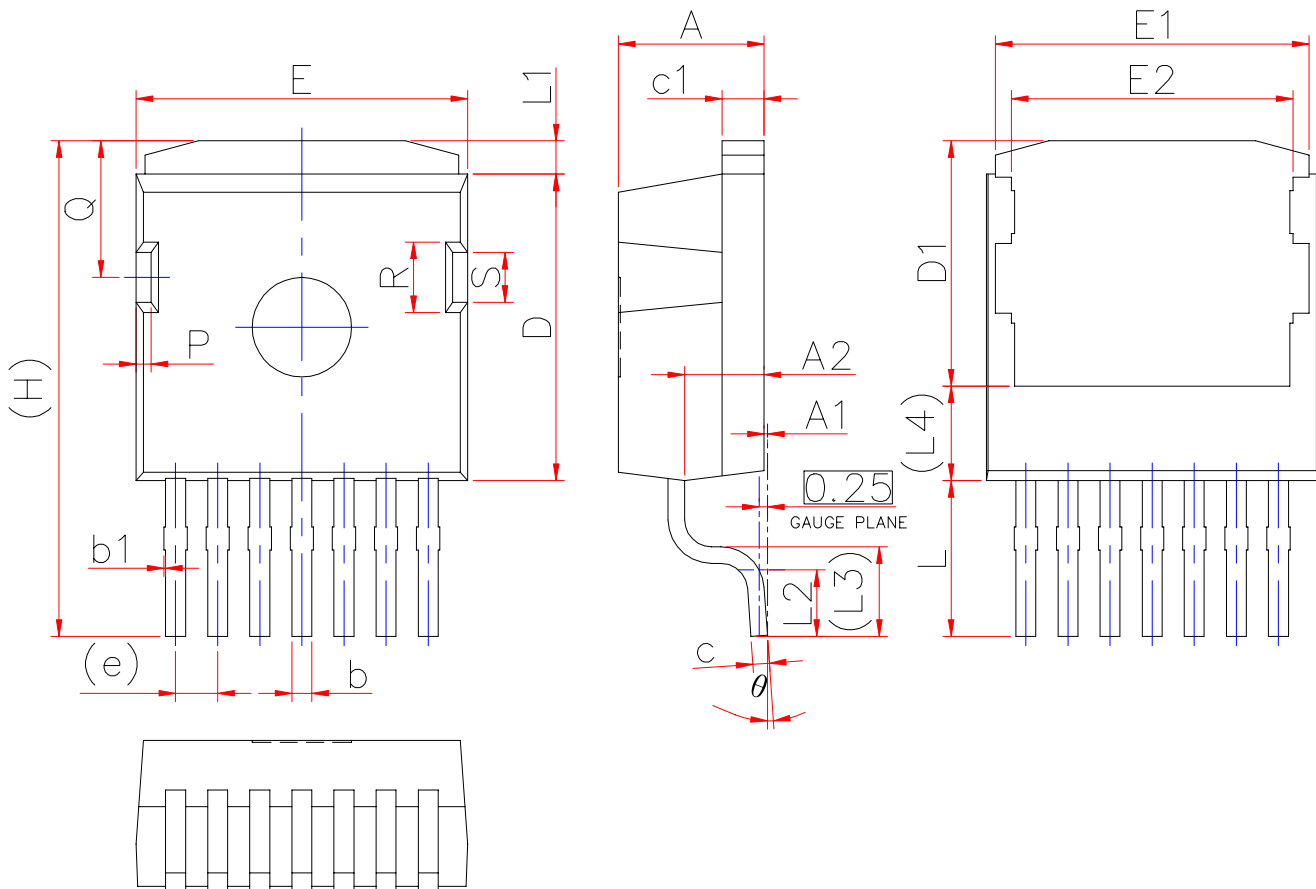 A
E1
E
c1
E2
L1
Q
R
S
D
D1
P
A2
(H)
A1
(L4)
0.25
GAUGE PLANE
b1
L2
(L3)
L
(e)
b
c
θ